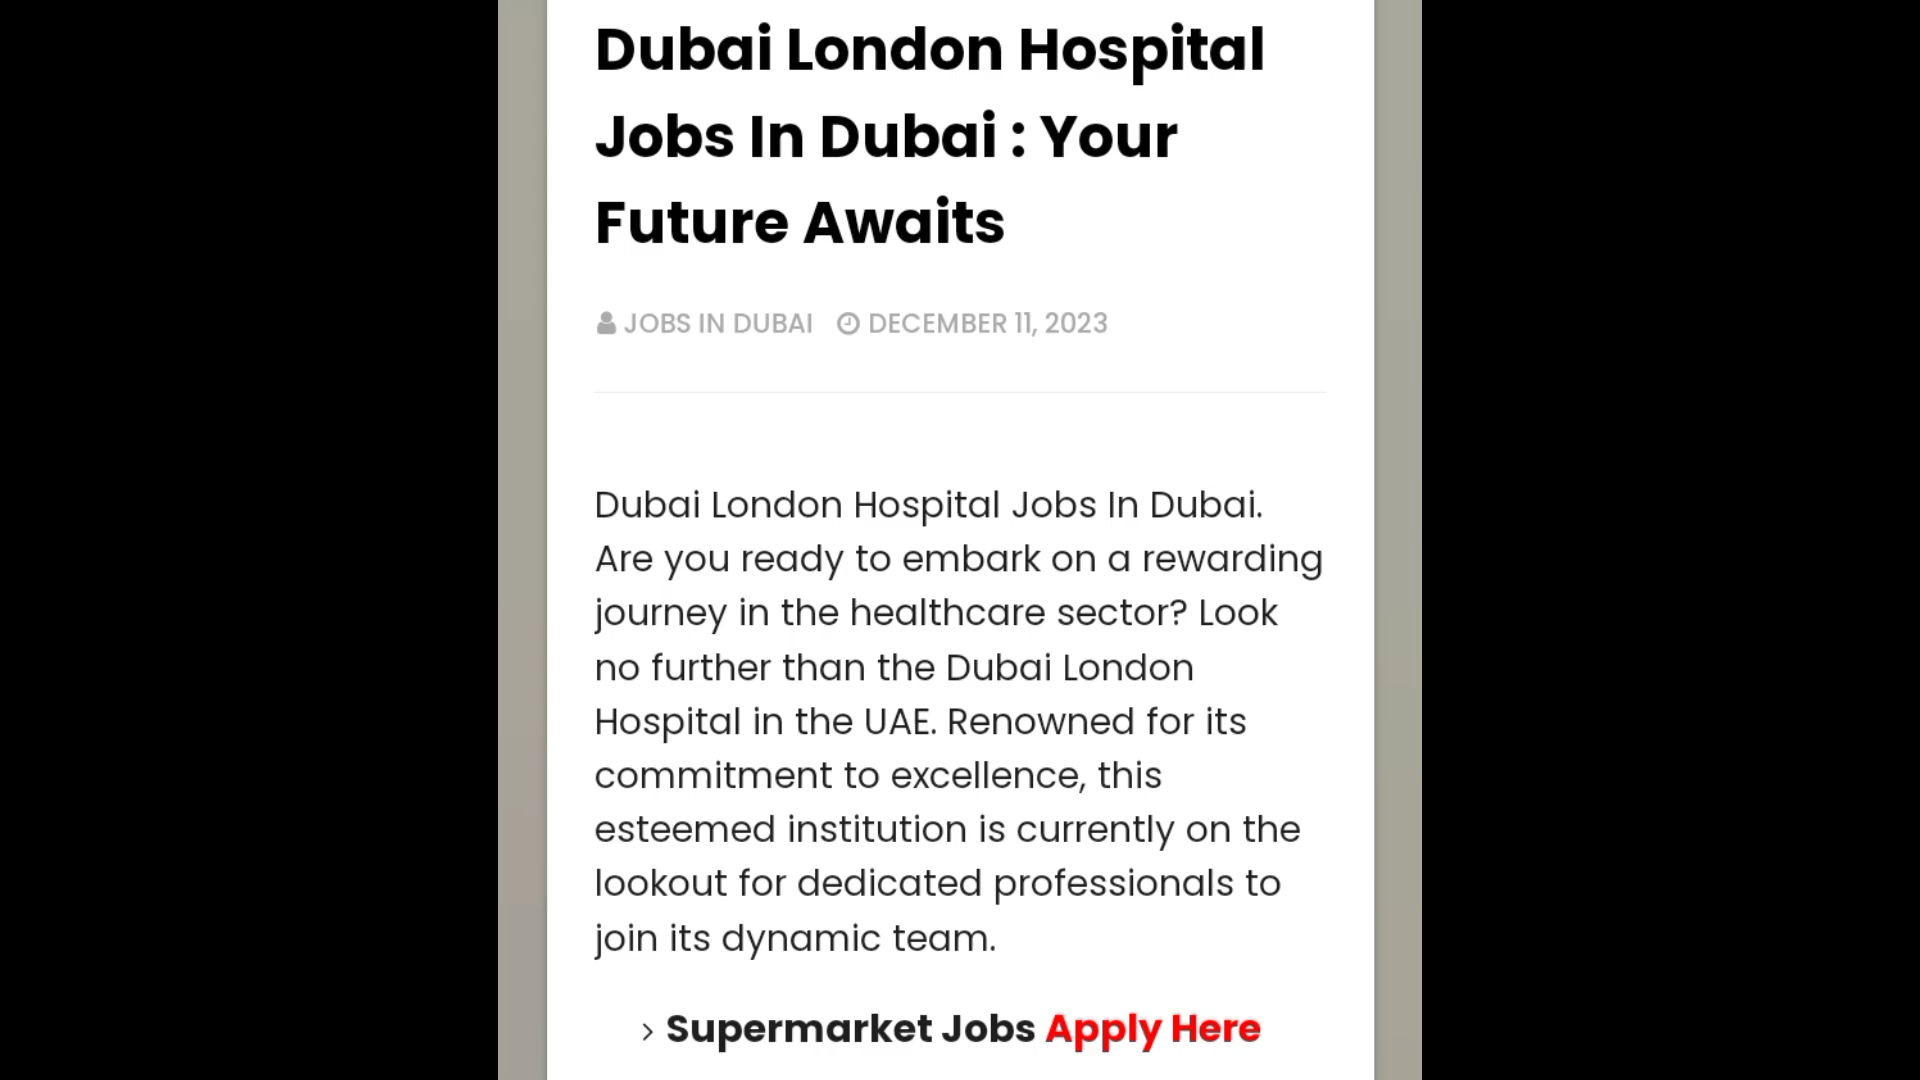 Dubai London Hospital
Jobs In Dubai : Your
Future Awaits
JOBS IN DUBAI DECEMBER 11, 2023
Dubai London Hospital Jobs In Dubai.
Are you ready to embark on a rewarding
journey in the healthcare sector? Look
no further than the Dubai London
Hospital in the UAE. Renowned for its
commitment to excellence, this
esteemed institution is currently on the
lookout for dedicated professionals to
join its dynamic team.
› Supermarket Jobs Apply Here